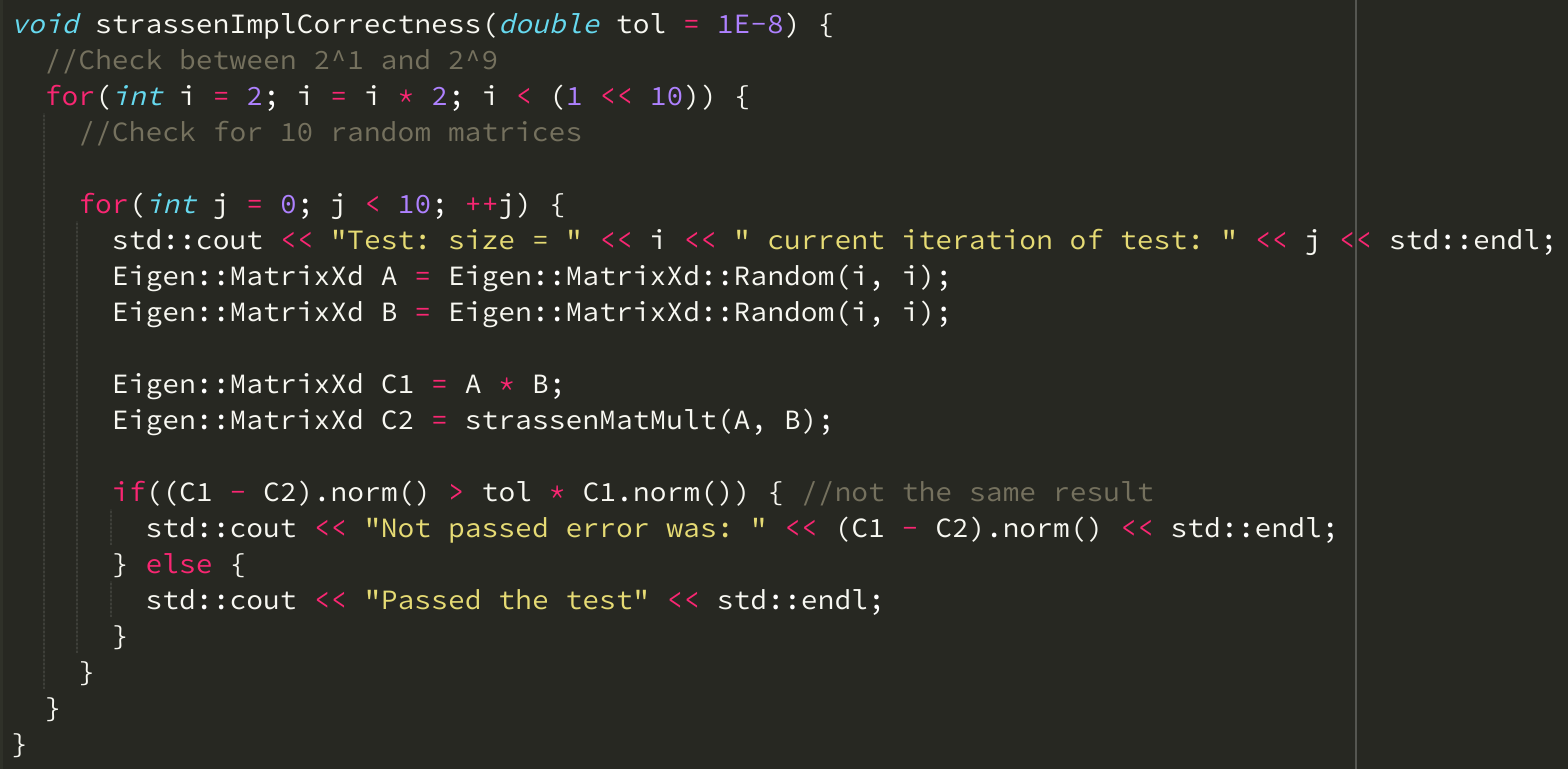 void strassenImplCorrectness(double tol = 1E-8) {
  //Check between 2^1 and 2^9
  for(int i = 2; i = i * 2; i < (1 << 10)) {
    //Check for 10 random matrices

    for(int j = 0; j < 10; ++j) {
      std::cout << "Test: size = " << i << " current iteration of test: " << j << std::endl;
      Eigen::MatrixXd A = Eigen::MatrixXd::Random(i, i);
      Eigen::MatrixXd B = Eigen::MatrixXd::Random(i, i);

      Eigen::MatrixXd C1 = A * B;
      Eigen::MatrixXd C2 = strassenMatMult(A, B);

      if((C1 - C2).norm() > tol * C1.norm()) { //not the same result
        std::cout << "Not passed error was: " << (C1 - C2).norm() << std::endl;
      } else {
        std::cout << "Passed the test" << std::endl;
      }
    }
  }
}